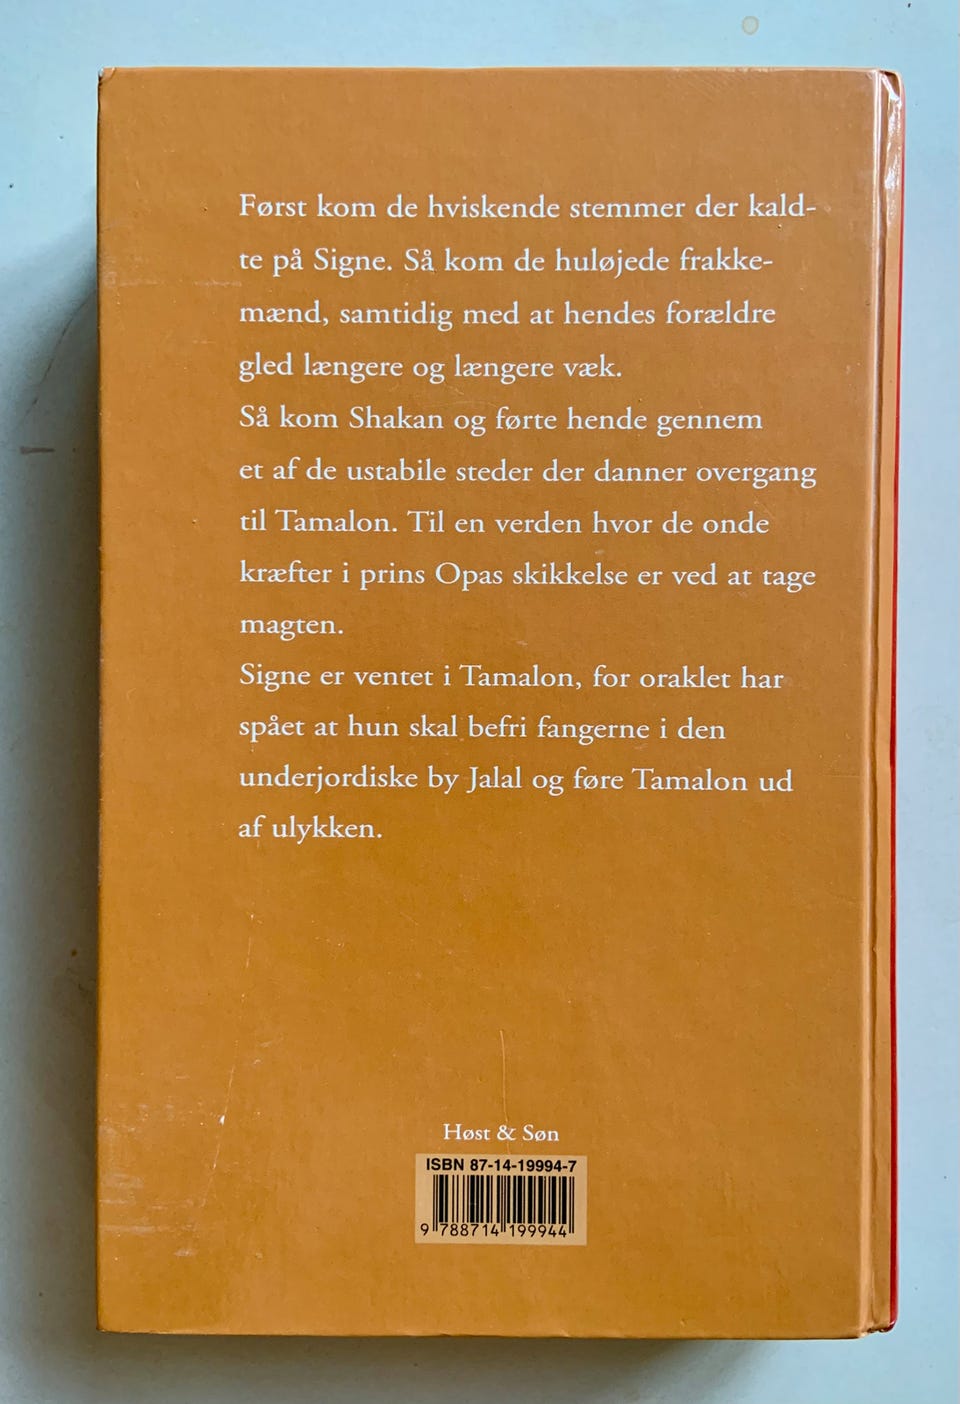 Først kom de hviskende stemmer der kald-
te på Signe. Så kom de huløjede frakke-
mænd, samtidig med at hendes forældre
gled længere og længere væk.
Så kom Shakan og førte hende gennem
et af de ustabile steder der danner overgang
til Tamalon. Til en verden hvor de onde
kræfter i prins Opas skikkelse er ved at tage
magten.
Signe er ventet i Tamalon, for oraklet har
spået at hun skal befri fangerne i den
underjordiske by Jalal og føre Tamalon ud
af ulykken.
Høst & Søn
ISBN 87-14-19994-7
9 788714 199944